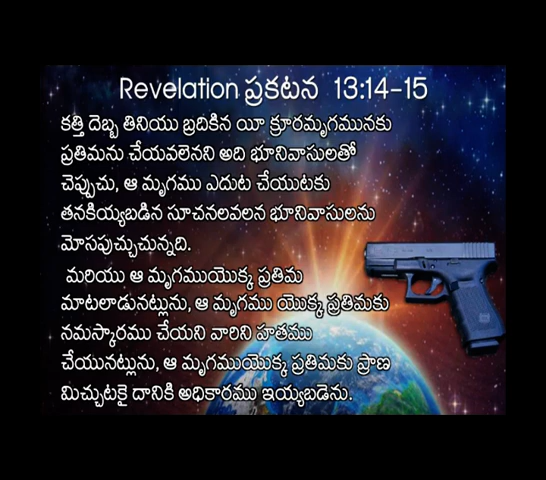 Revelation ప్రకటన 13:14-15
కత్తి దెబ్బ తినియు బ్రదికిన యీ క్రూరమృగమునకు
ప్రతిమను చేయవలెనని అది భూనివాసులతో
చెప్పుచు, ఆ మృగము ఎదుట చేయుటకు
తనకియ్యబడిన సూచనలవలన భూనివాసులను
మోసపుచ్చుచున్నది.
మరియు ఆ మృగముయొక్క ప్రతిమ
మాటలాడునట్లును, ఆ మృగము యొక్క ప్రతిమకు
నమస్కారము చేయని వారిని హతము
చేయునట్లును, ఆ మృగముయొక్క ప్రతిమకు ప్రాణ
మిచ్చుటకై దానికి అధికారము ఇయ్యబడెను.